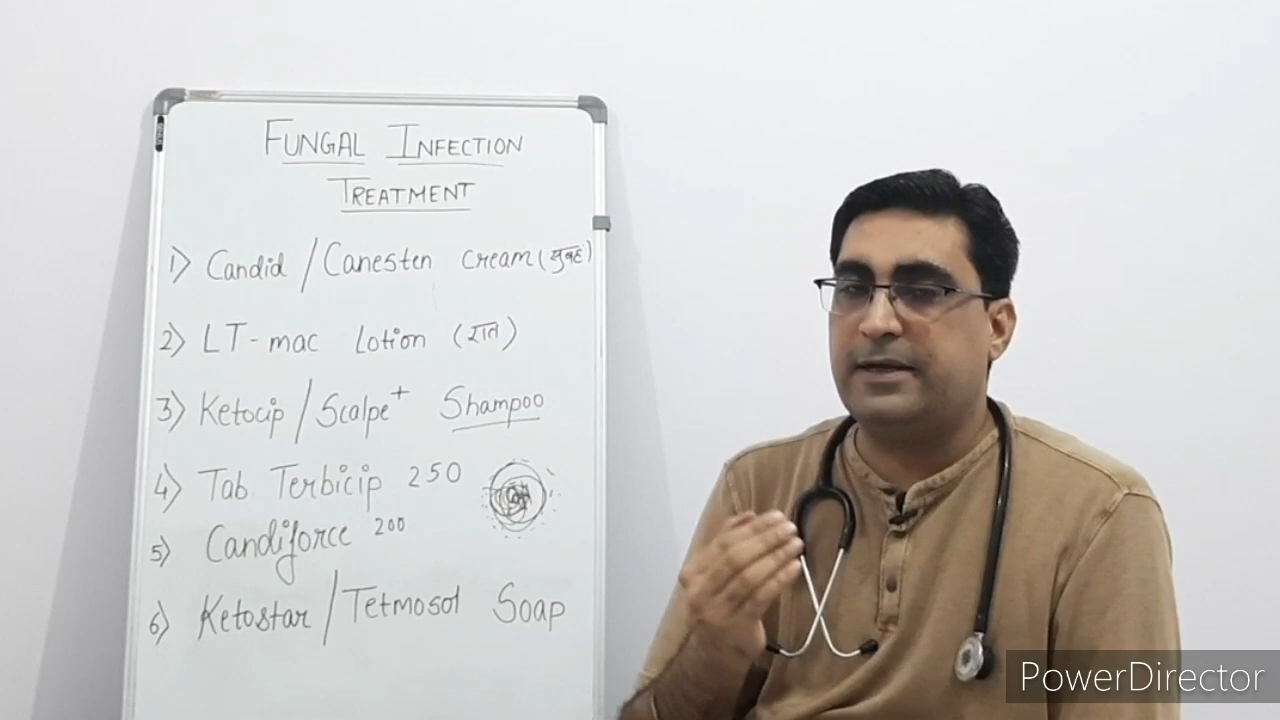 FUNGAL INFECTION
TREATMENT
1) Candid / Canesten cream (सुबह)
2) LT-mac Lotion (रात)
3) Ketocip / Scalpe+ Shampoo
4) Tab Terbicip 250
5) Candiforce 200
6) Ketostar / Tetmosol Soap
PowerDirector